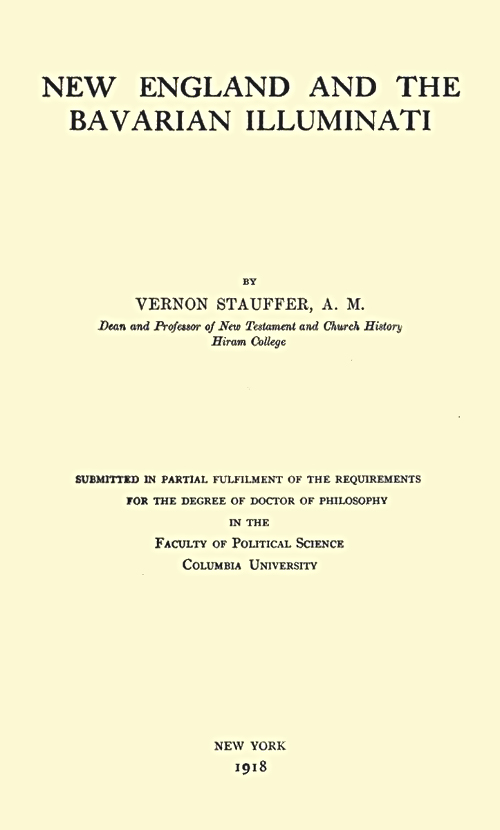 NEW ENGLAND AND THE
BAVARIAN ILLUMINATI
BY
VERNON STAUFFER, A. M.
Dean and Professor of New Testament and Church History
Hiram College
SUBMITTED IN PARTIAL FULFILMENT OF THE REQUIREMENTS
FOR THE DEGREE OF DOCTOR OF PHILOSOPHY
IN THE
FACULTY OF POLITICAL SCIENCE
COLUMBIA UNIVERSITY
NEW YORK
1918